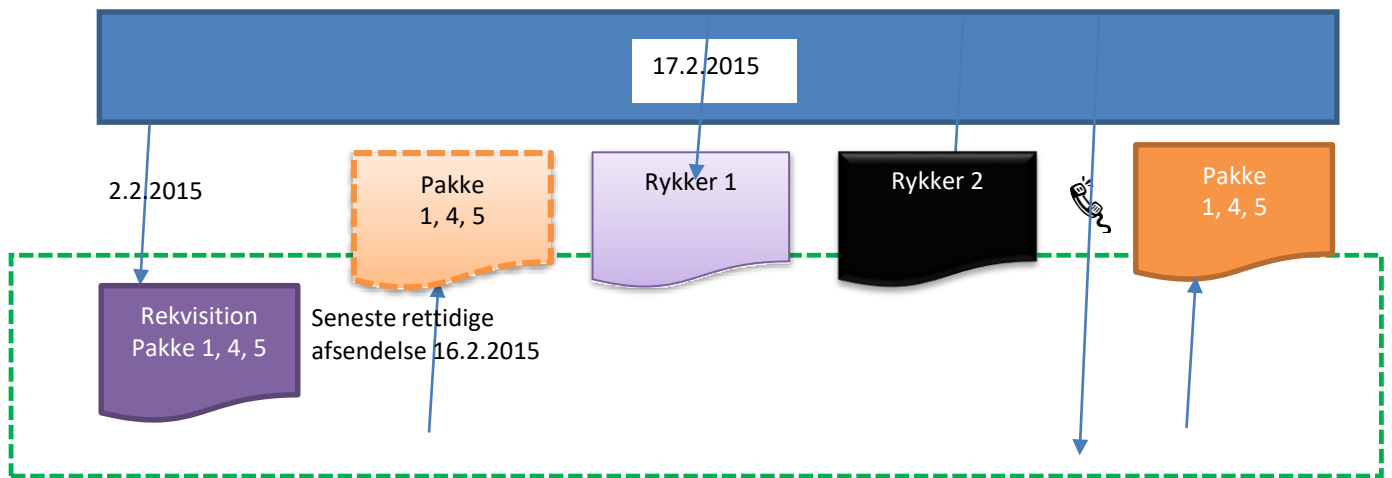 17.2.2015
2.2.2015
Pakke
1, 4, 5
Rykker 1
Rykker 2
Pakke
1, 4, 5
Rekvisition
Pakke 1, 4, 5
Seneste rettidige
afsendelse 16.2.2015